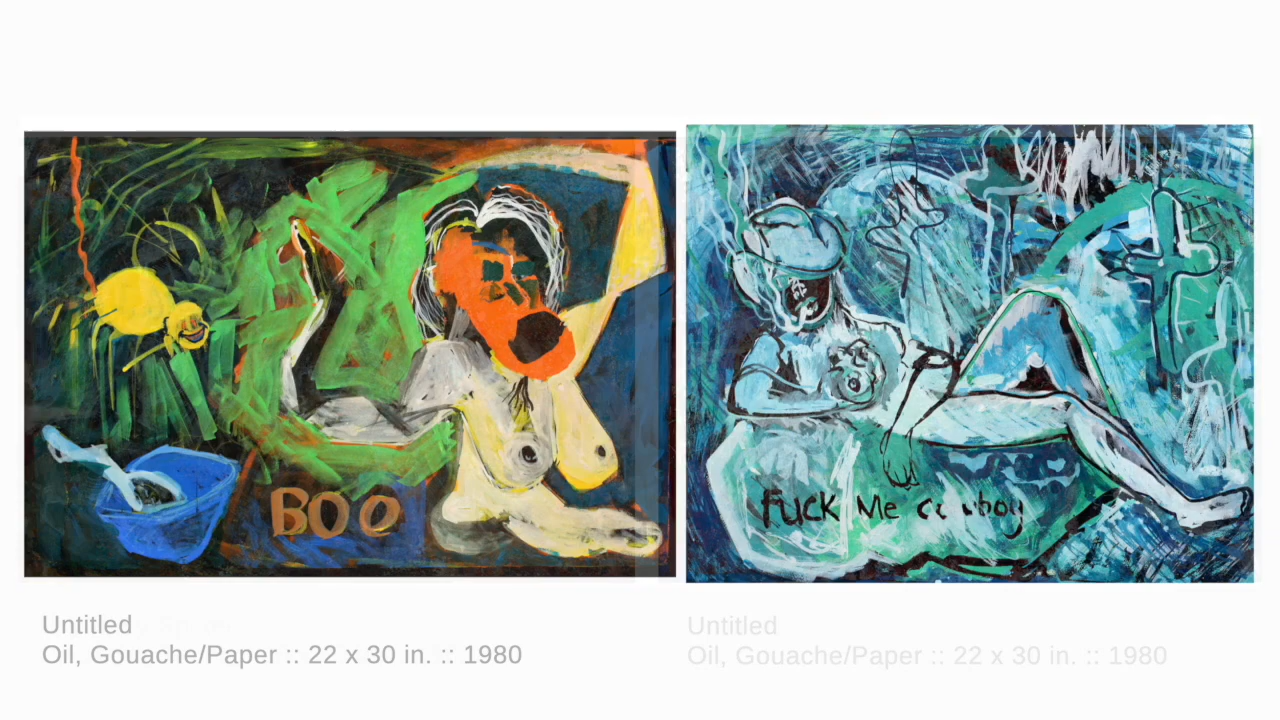 BOO
FUCK Me
Untitled
Oil, Gouache/Paper :: 22 x 30 in. :: 1980
Untitled
Oil, Gouache/Paper :: 22 x 30 in. :: 1980